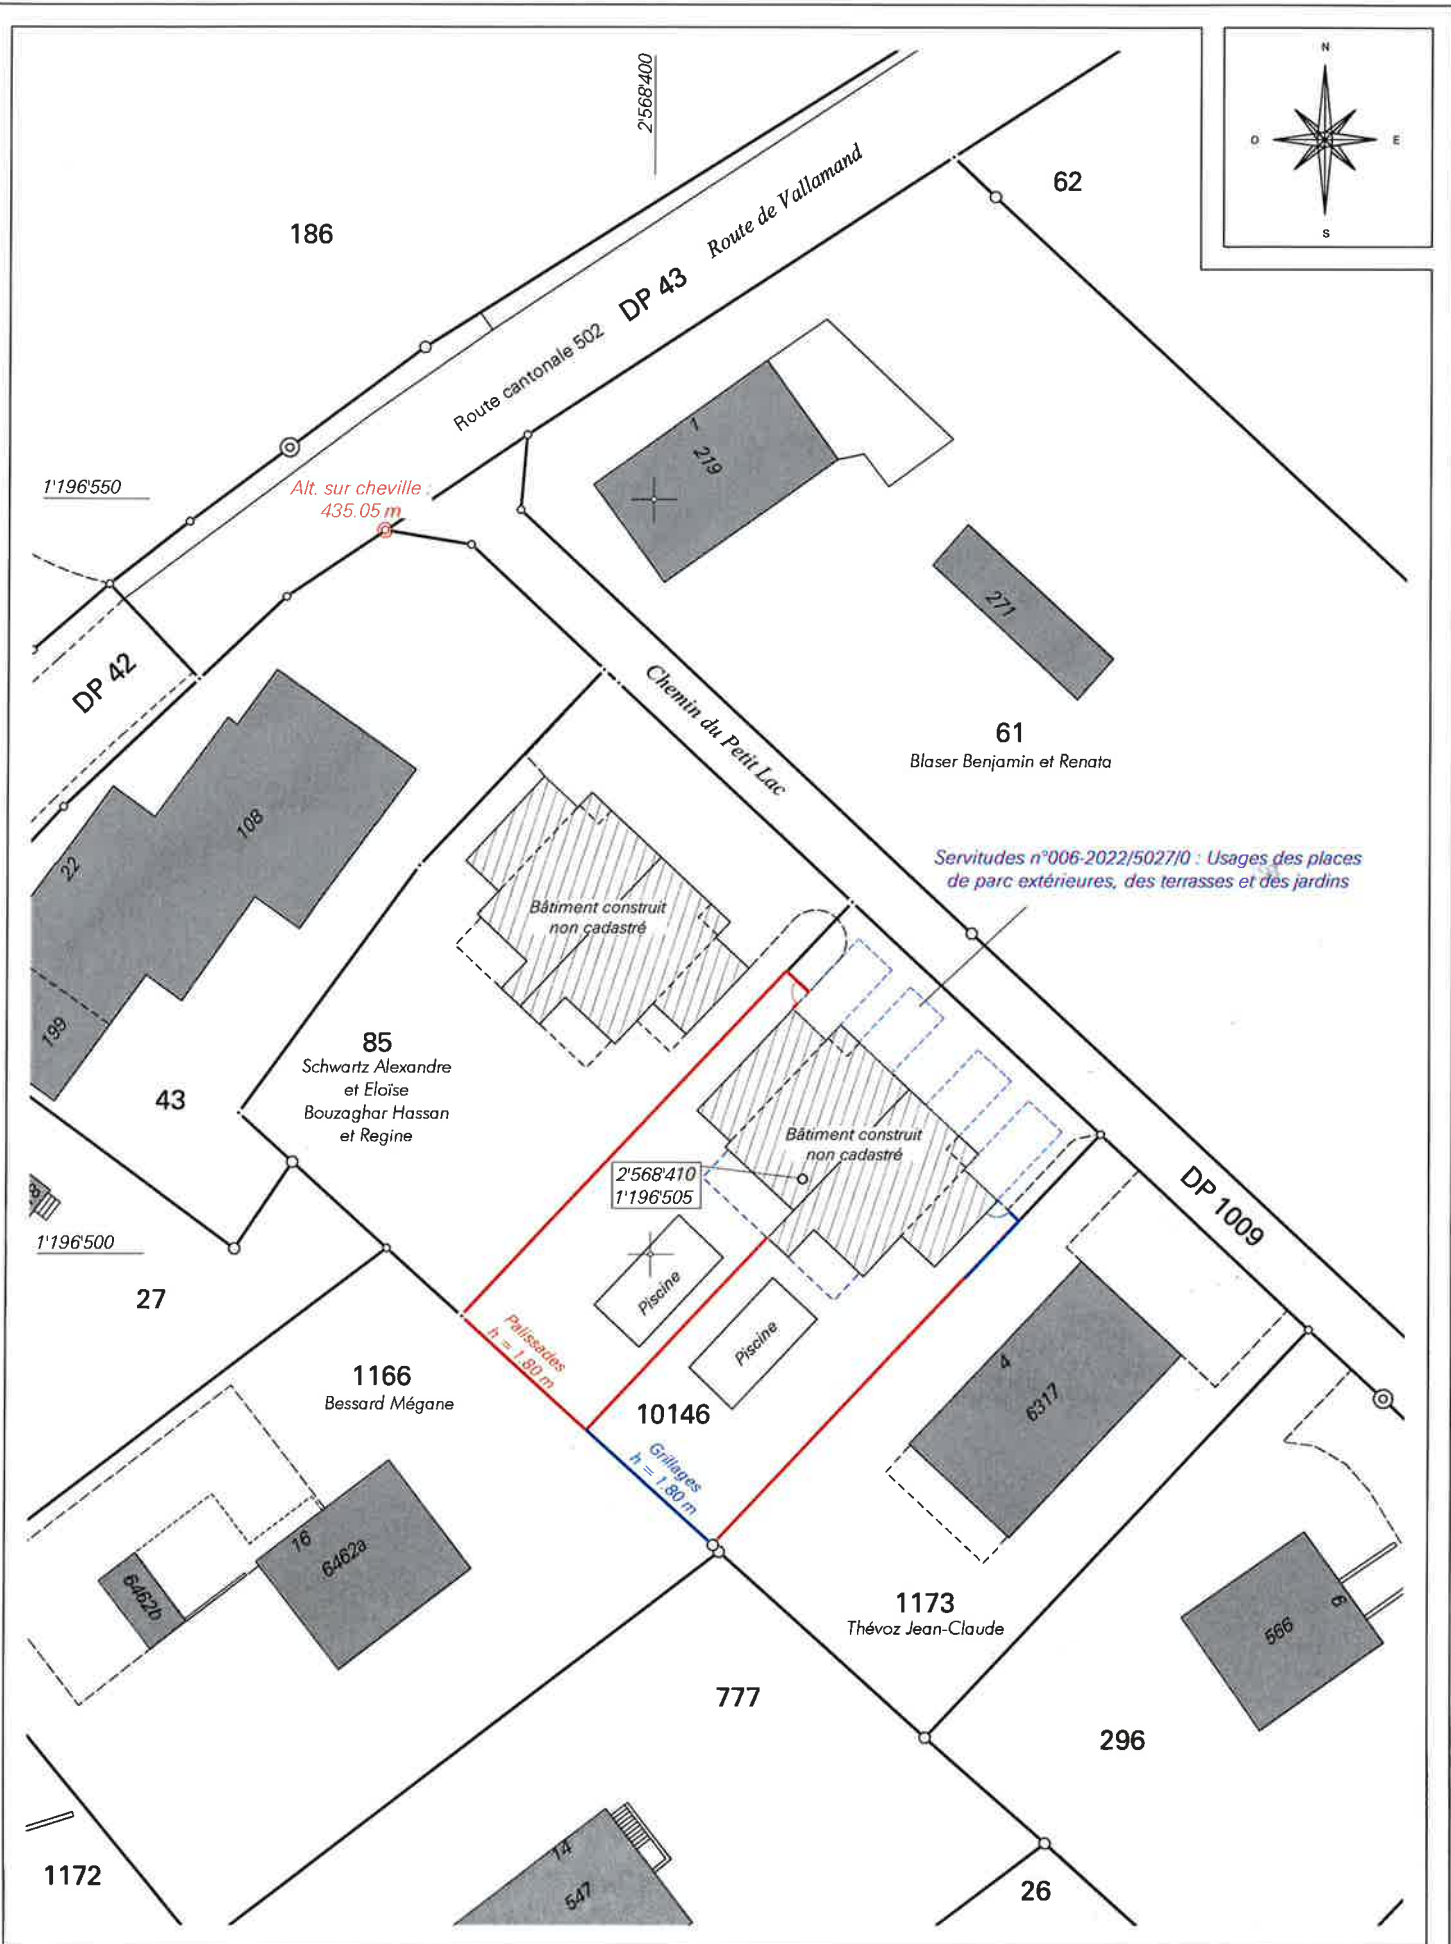 N
O
E
S
2'568'400
62
186
Route de Vallamand
DP 43
Route cantonale 502
1
219
1'196'550
Alt. sur cheville :
435.05 m
271
DP 42
Chemin du Petit Lac
61
Blaser Benjamin et Renata
108
22
199
Servitudes n°006-2022/5027/0 : Usages des places
de parc extérieures, des terrasses et des jardins
Bâtiment construit
non cadastré
85
Schwartz Alexandre
et Eloïse
Bouzaghar Hassan
et Regine
43
Bâtiment construit
non cadastré
2'568'410
1'196'505
DP 1009
1'196'500
27
Piscine
Piscine
Palissades
h = 1.80 m
4
6317
1166
Bessard Mégane
10146
Grillages
h = 1.80 m
16
6462a
6462b
1173
Thévoz Jean-Claude
6
566
777
296
14
547
1172
26